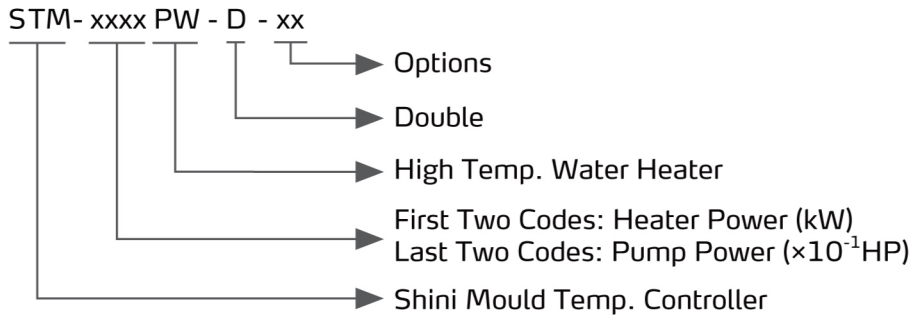 STM- xxxx PW - D - xx
Options
Double
High Temp. Water Heater
First Two Codes: Heater Power (kW)
Last Two Codes: Pump Power (×10⁻¹HP)
Shini Mould Temp. Controller